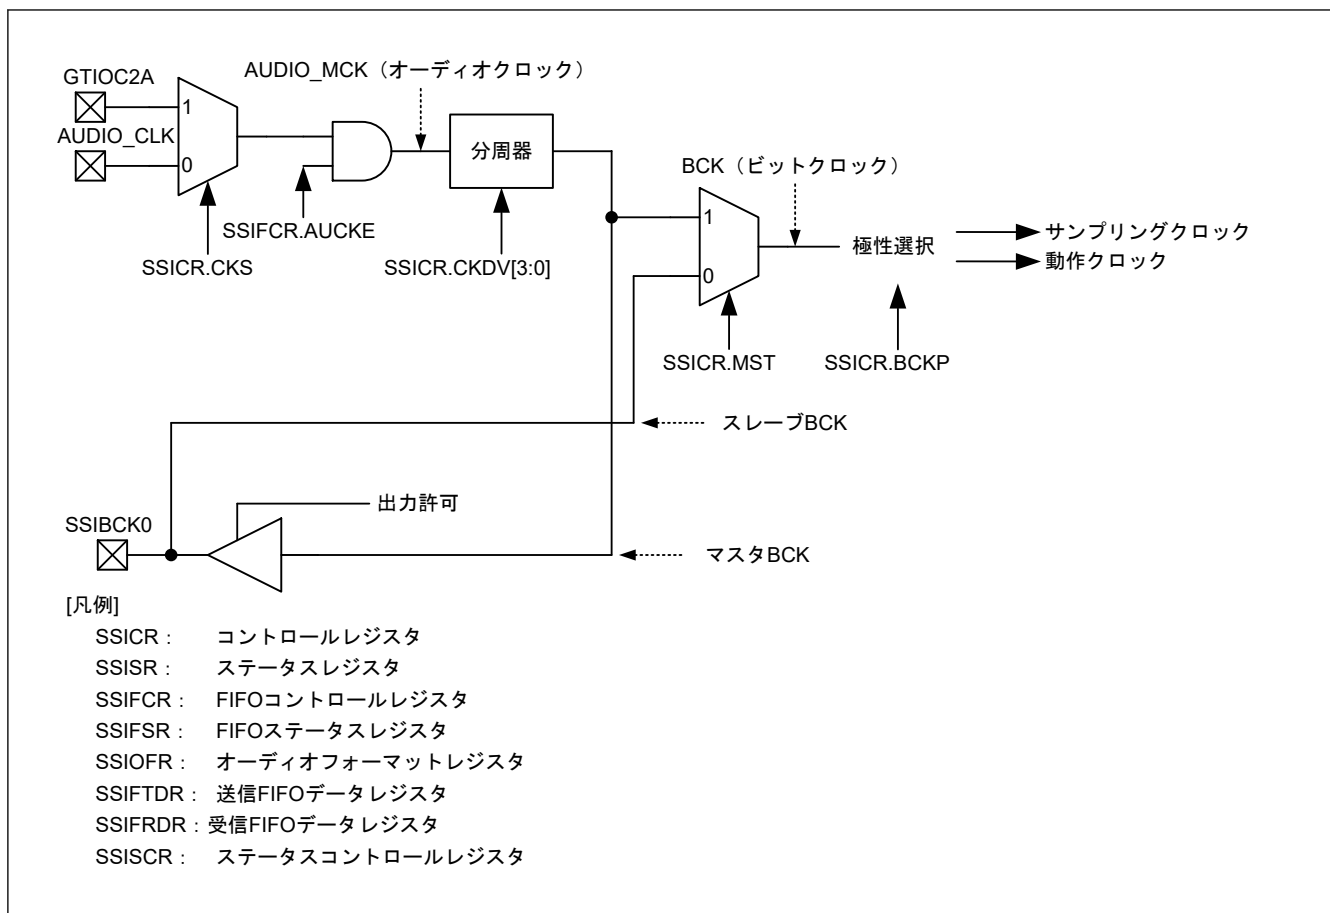 GTIOC2A
AUDIO_MCK（オーディオクロック）
1
AUDIO_CLK
0
分周器
SSIFCR.AUCKE
SSICR.CKS
SSICR.CKDV[3:0]
BCK（ビットクロック）
1
0
極性選択
サンプリングクロック
動作クロック
SSICR.MST
SSICR.BCKP
スレーブBCK
出力許可
SSIBCK0
マスタBCK
[凡例]
SSICR： コントロールレジスタ
SSISR： ステータスレジスタ
SSIFCR： FIFOコントロールレジスタ
SSIFSR： FIFOステータスレジスタ
SSIOFR： オーディオフォーマットレジスタ
SSIFTDR： 送信FIFOデータレジスタ
SSIFRDR：受信FIFOデータレジスタ
SSISCR： ステータスコントロールレジスタ